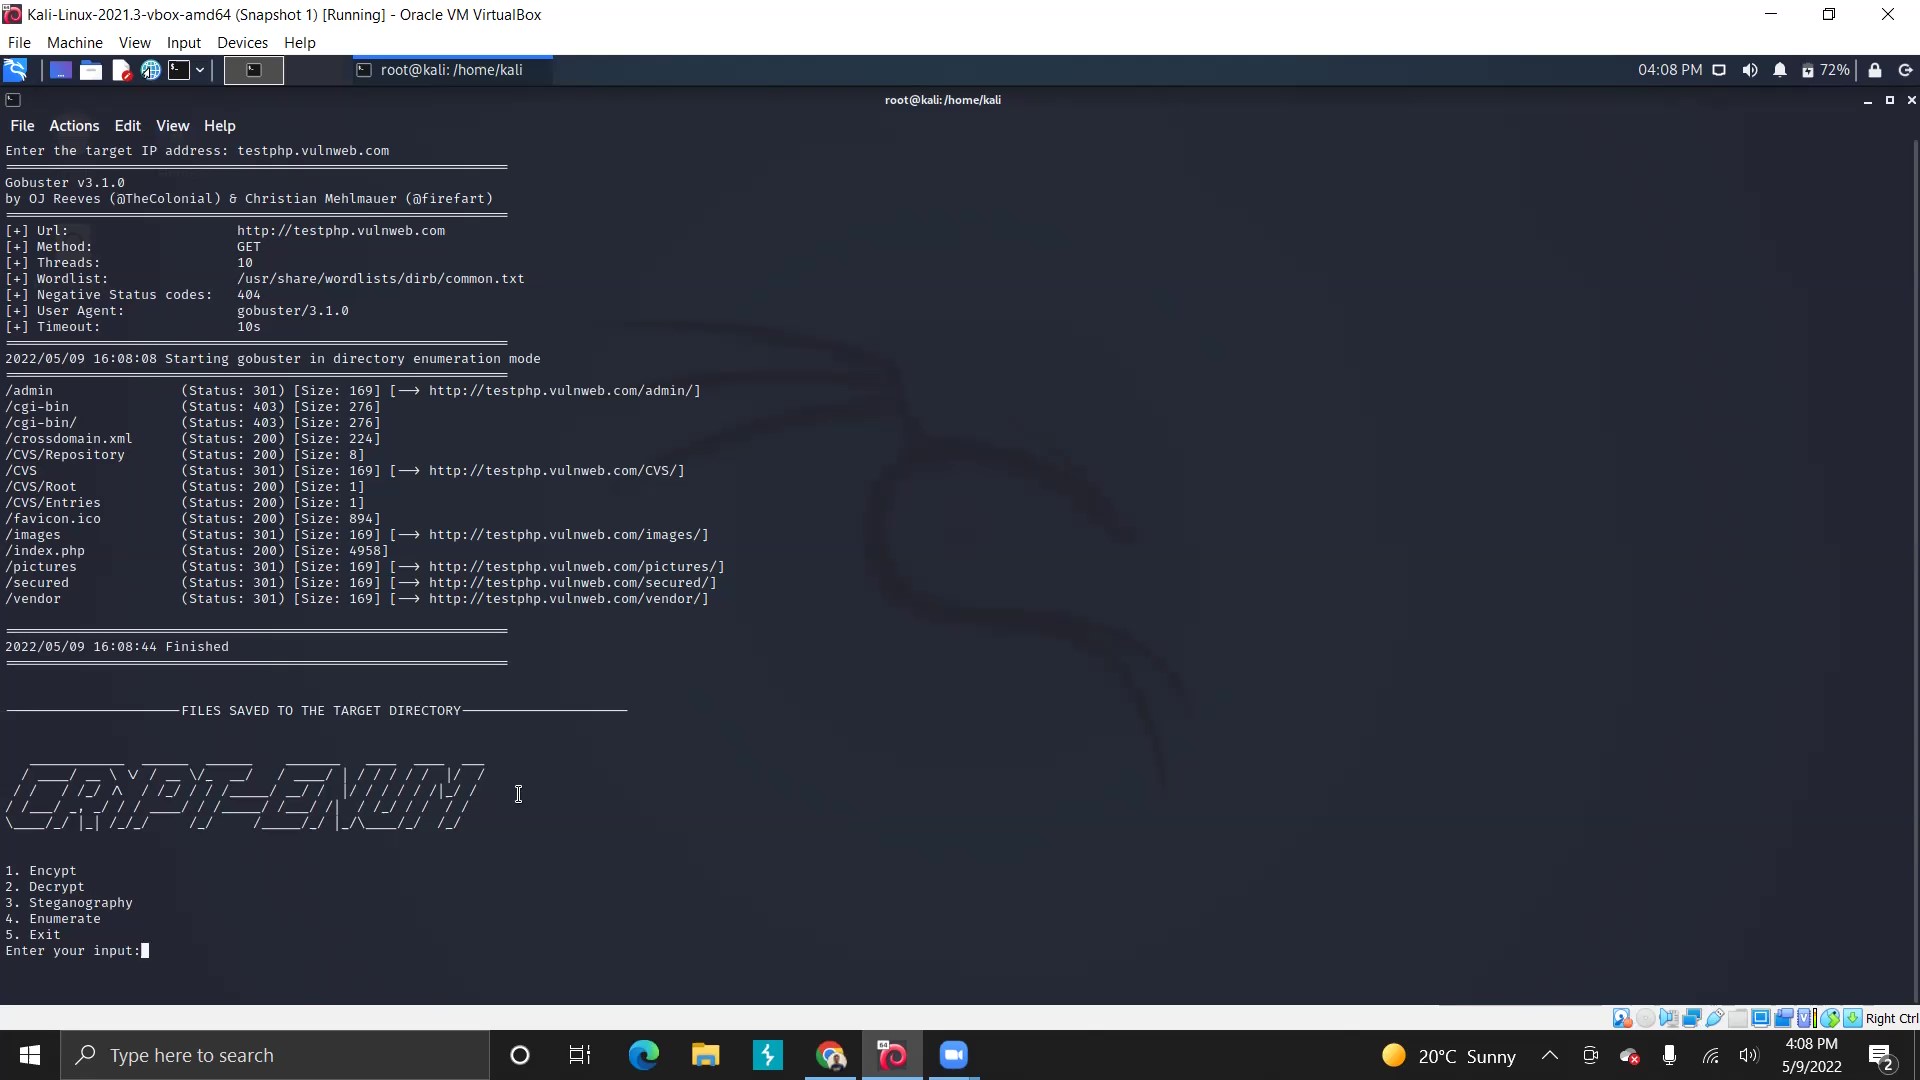 Kali-Linux-2021.3-vbox-amd64 (Snapshot 1) [Running] - Oracle VM VirtualBox
File Machine View Input Devices Help
root@kali: /home/kali
04:08 PM 72%
root@kali:/home/kali
File Actions Edit View Help
Enter the target IP address: testphp.vulnweb.com
Gobuster v3.1.0
by OJ Reeves (@TheColonial) & Christian Mehlmauer (@firefart)
[+] Url: http://testphp.vulnweb.com
[+] Method: GET
[+] Threads: 10
[+] Wordlist: /usr/share/wordlists/dirb/common.txt
[+] Negative Status codes: 404
[+] User Agent: gobuster/3.1.0
[+] Timeout: 10s
2022/05/09 16:08:08 Starting gobuster in directory enumeration mode
/admin (Status: 301) [Size: 169] [--> http://testphp.vulnweb.com/admin/]
/cgi-bin (Status: 403) [Size: 276]
/cgi-bin/ (Status: 403) [Size: 276]
/crossdomain.xml (Status: 200) [Size: 224]
/CVS/Repository (Status: 200) [Size: 8]
/CVS (Status: 301) [Size: 169] [--> http://testphp.vulnweb.com/CVS/]
/CVS/Root (Status: 200) [Size: 1]
/CVS/Entries (Status: 200) [Size: 1]
/favicon.ico (Status: 200) [Size: 894]
/images (Status: 301) [Size: 169] [--> http://testphp.vulnweb.com/images/]
/index.php (Status: 200) [Size: 4958]
/pictures (Status: 301) [Size: 169] [--> http://testphp.vulnweb.com/pictures/]
/secured (Status: 301) [Size: 169] [--> http://testphp.vulnweb.com/secured/]
/vendor (Status: 301) [Size: 169] [--> http://testphp.vulnweb.com/vendor/]
2022/05/09 16:08:44 Finished
FILES SAVED TO THE TARGET DIRECTORY
CRYPT-ENUM
1. Encypt
2. Decrypt
3. Steganography
4. Enumerate
5. Exit
Enter your input:
Right Ctrl
Type here to search
20°C Sunny
4:08 PM
5/9/2022
2